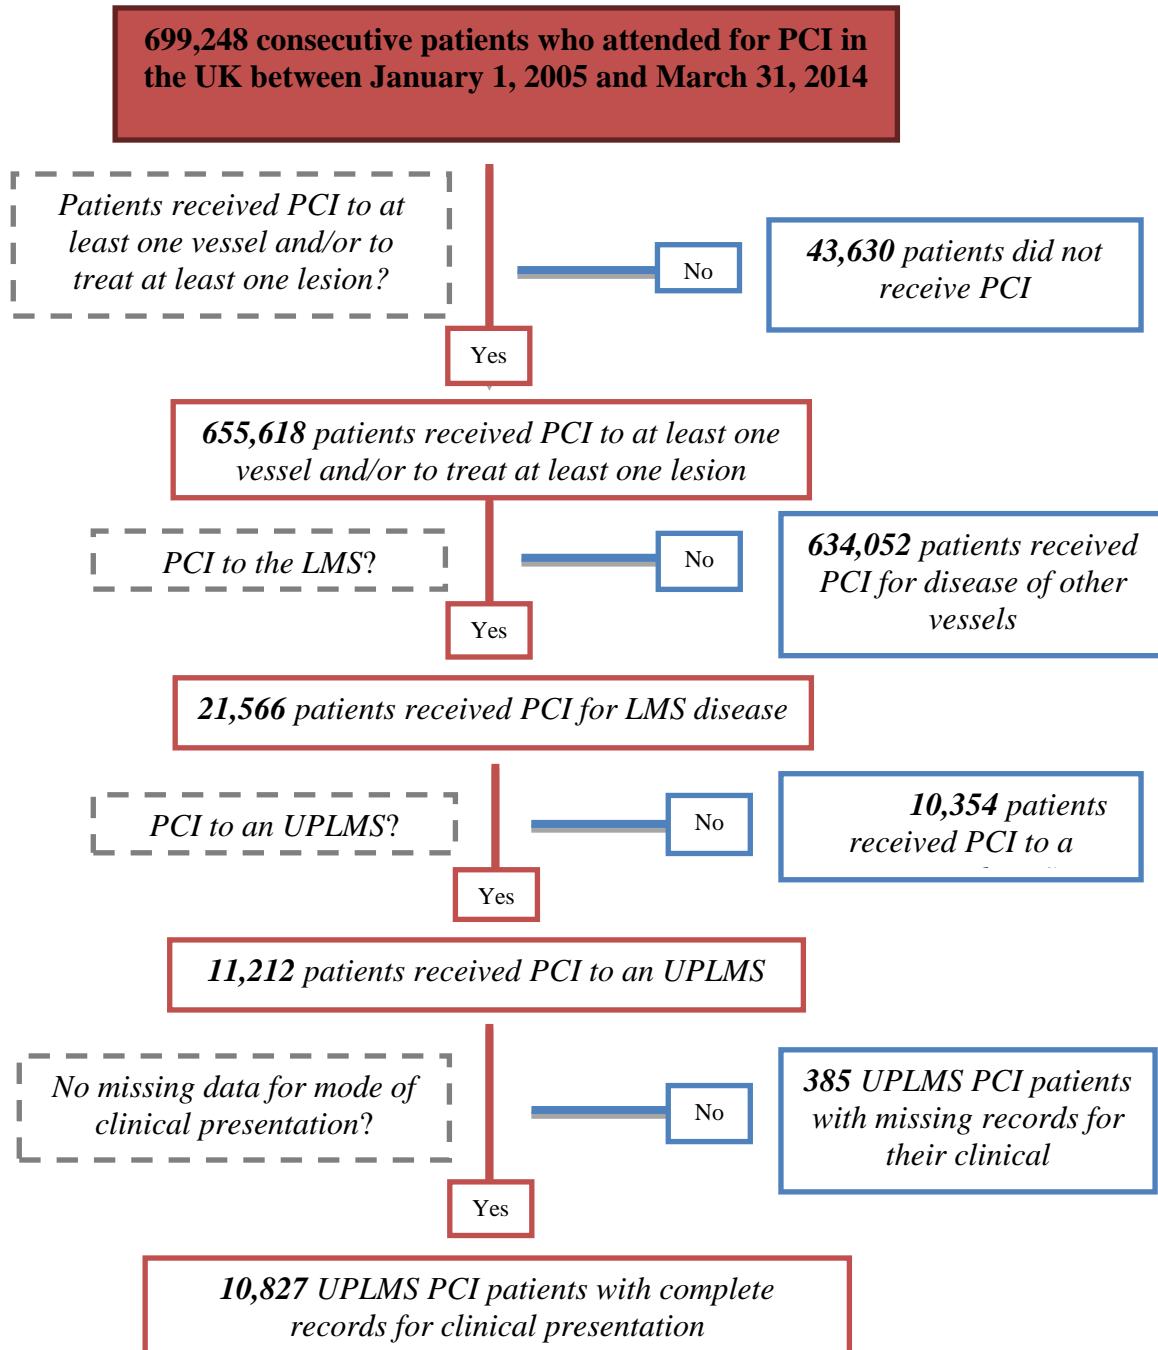 699,248 consecutive patients who attended for PCI in
the UK between January 1, 2005 and March 31, 2014
Patients received PCI to at
least one vessel and/or to
treat at least one lesion?
No
43,630 patients did not
receive PCI
Yes
655,618 patients received PCI to at least one
vessel and/or to treat at least one lesion
PCI to the LMS?
No
634,052 patients received
PCI for disease of other
vessels
Yes
21,566 patients received PCI for LMS disease
PCI to an UPLMS?
No
10,354 patients
received PCI to a
Yes
11,212 patients received PCI to an UPLMS
No missing data for mode of
clinical presentation?
No
385 UPLMS PCI patients
with missing records for
their clinical
Yes
10,827 UPLMS PCI patients with complete
records for clinical presentation